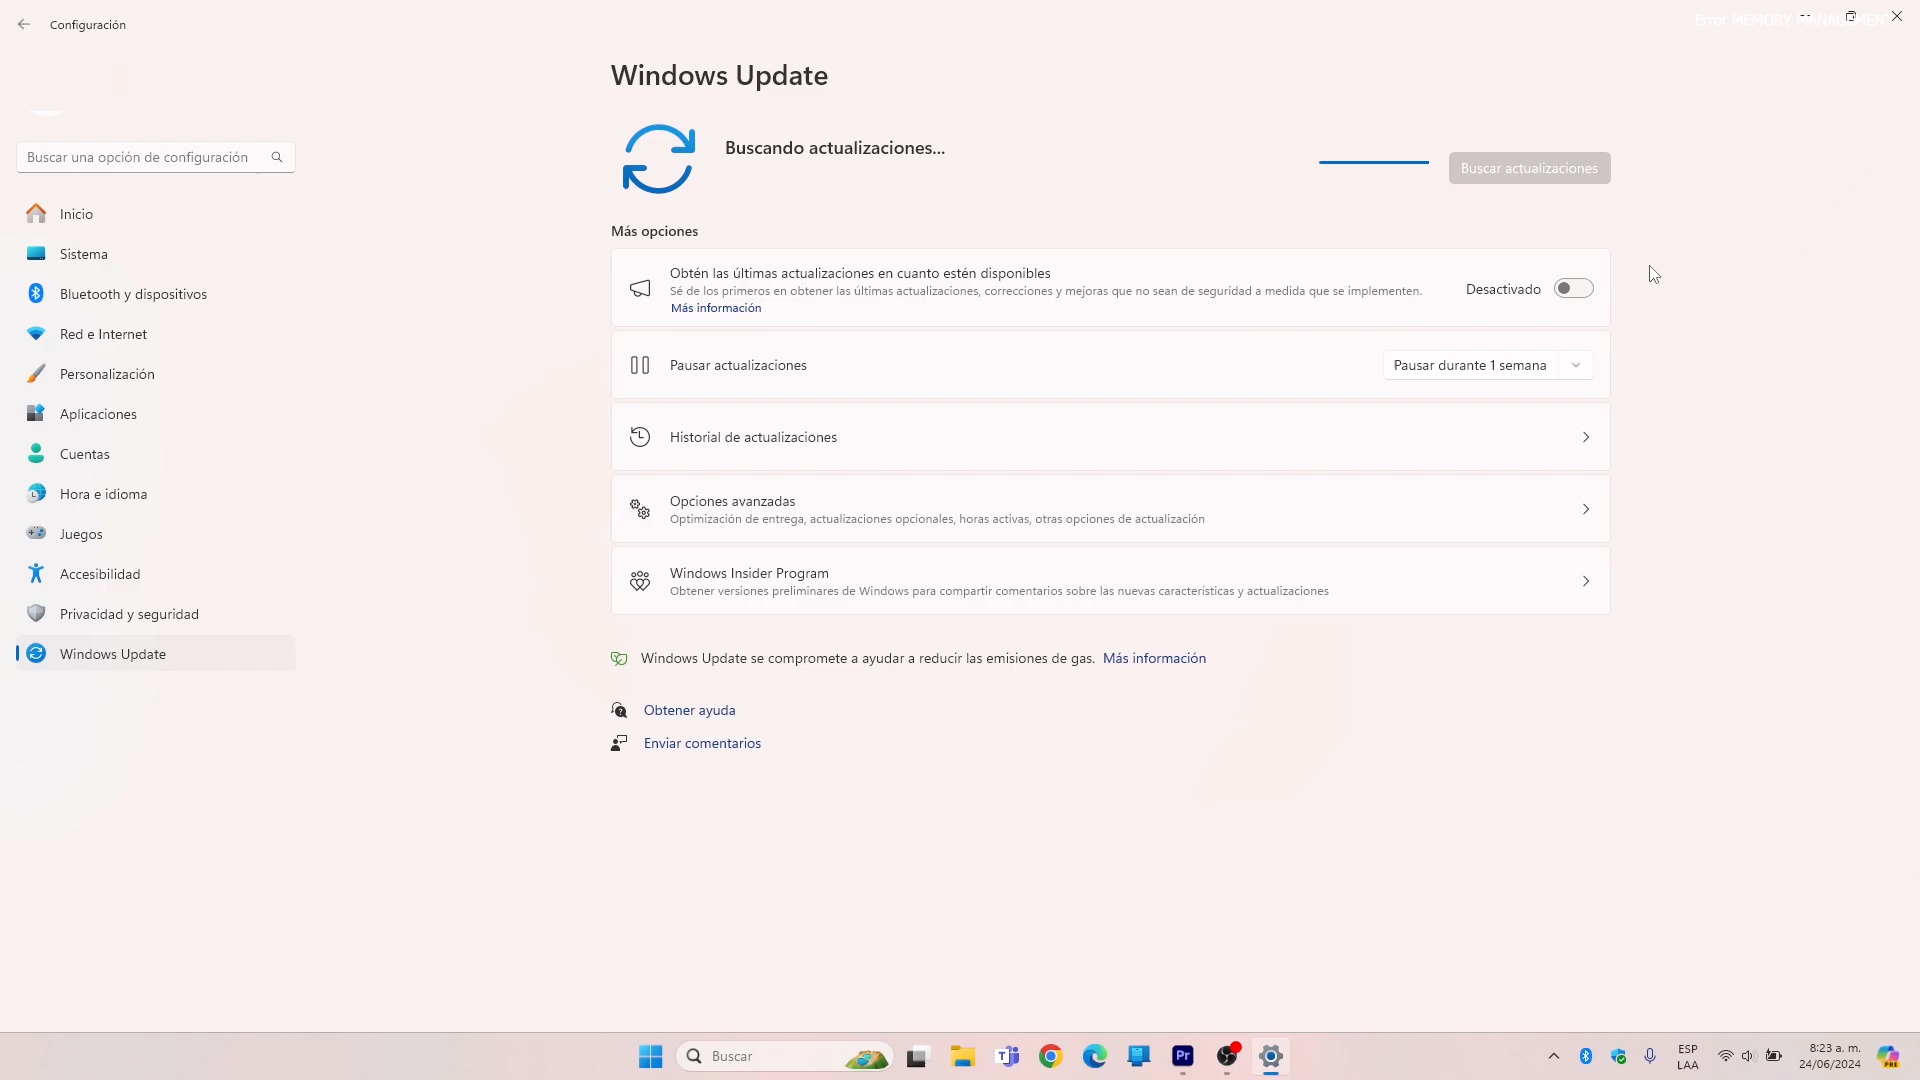 Configuración
Error MEMORY MANAGEMENT
Windows Update
Buscando actualizaciones...
Buscar actualizaciones
Buscar una opción de configuración
Inicio
Sistema
Bluetooth y dispositivos
Red e Internet
Personalización
Aplicaciones
Cuentas
Hora e idioma
Juegos
Accesibilidad
Privacidad y seguridad
Windows Update
Más opciones
Obtén las últimas actualizaciones en cuanto estén disponibles
Sé de los primeros en obtener las últimas actualizaciones, correcciones y mejoras que no sean de seguridad a medida que se implementen.
Más información
Desactivado
Pausar actualizaciones
Pausar durante 1 semana
Historial de actualizaciones
Opciones avanzadas
Optimización de entrega, actualizaciones opcionales, horas activas, otras opciones de actualización
Windows Insider Program
Obtener versiones preliminares de Windows para compartir comentarios sobre las nuevas características y actualizaciones
Windows Update se compromete a ayudar a reducir las emisiones de gas. Más información
Obtener ayuda
Enviar comentarios
Buscar
Pr
ESP
LAA
8:23 a. m.
24/06/2024
PRE